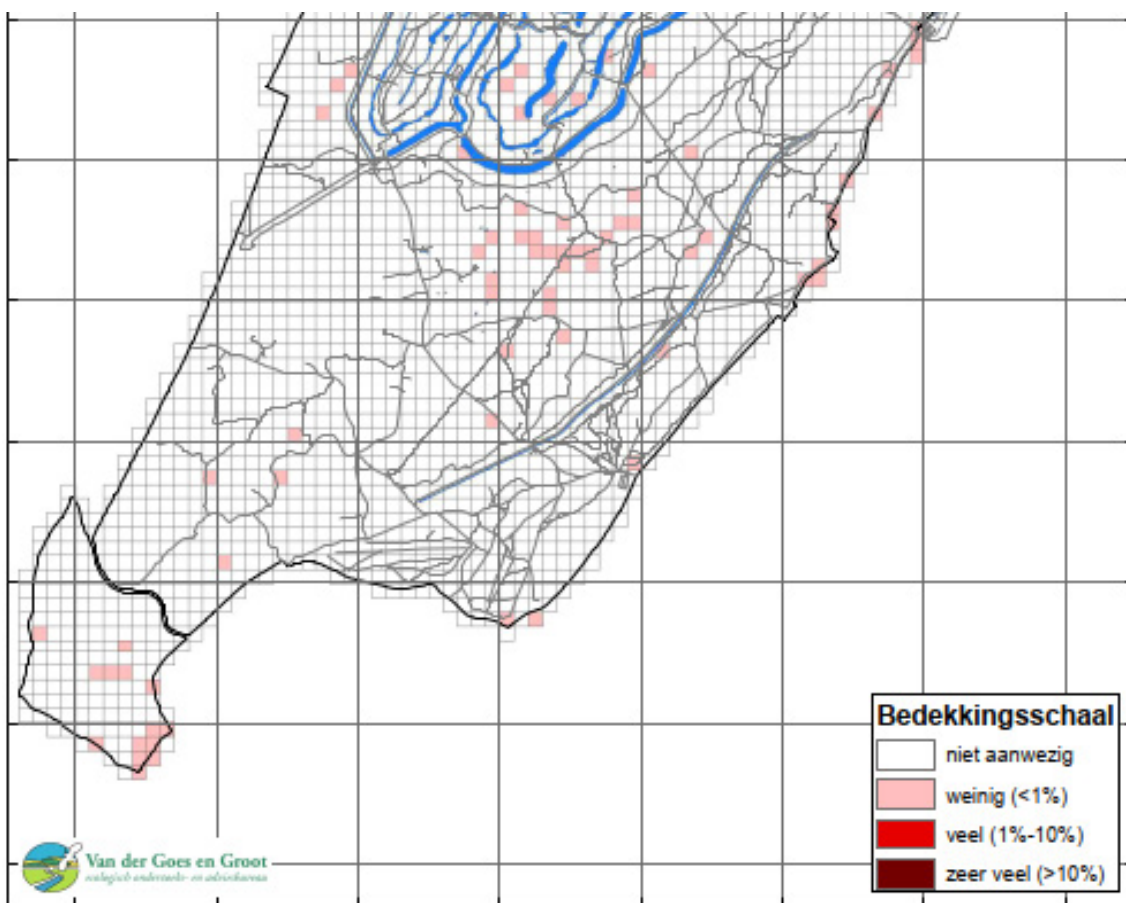 Bedekkingsschaal
niet aanwezig
weinig (<1%)
veel (1%-10%)
zeer veel (>10%)
Van der Goes en Groot
ecologisch onderzoeks- en adviesbureau